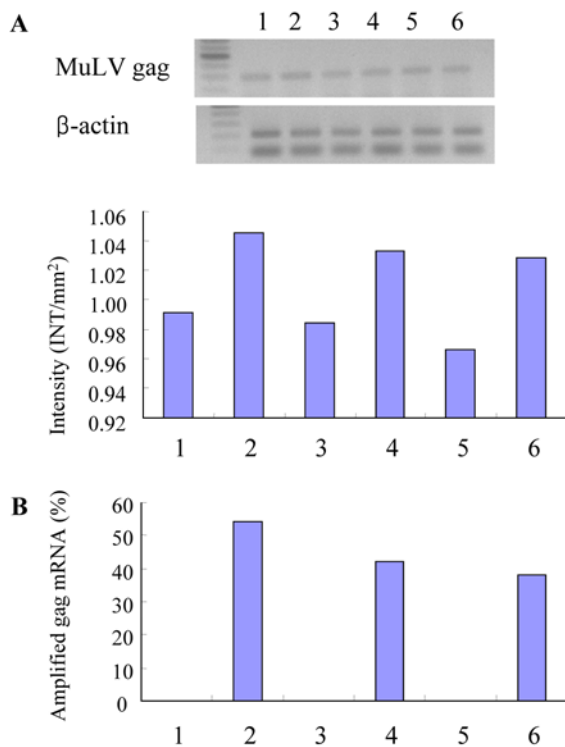 A
1 2 3 4 5 6
MuLV gag
β-actin
Intensity (INT/mm²)
1.06
1.04
1.02
1.00
0.98
0.96
0.94
0.92
1 2 3 4 5 6
B
Amplified gag mRNA (%)
60
50
40
30
20
10
0
1 2 3 4 5 6